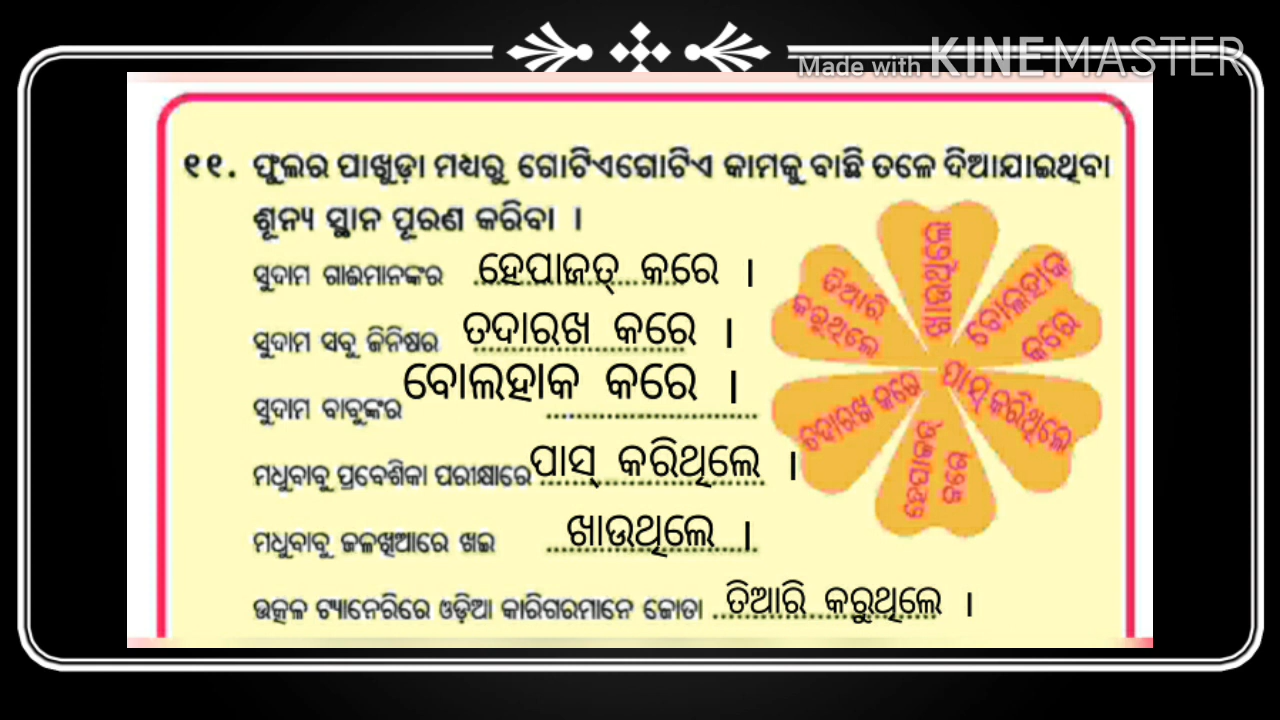 Made with KINEMASTER
୧୧. ଫୁଲର ପାଖୁଡ଼ା ମଧ୍ୟରୁ ଗୋଟିଏଗୋଟିଏ କାମକୁ ବାଛି ତଳେ ଦିଆଯାଇଥିବା
ଶୂନ୍ୟ ସ୍ଥାନ ପୂରଣ କରିବା ।
ସୁଦାମ ଗାଈମାନଙ୍କର ହେପାଜତ୍ କରେ ।
ସୁଦାମ ସବୁ ଜିନିଷର ତଦାରଖ କରେ ।
ସୁଦାମ ବାବୁଙ୍କର ବୋଲହାକ କରେ ।
ମଧୁବାବୁ ପ୍ରବେଶିକା ପରୀକ୍ଷାରେ ପାସ୍ କରିଥିଲେ ।
ମଧୁବାବୁ ଜଳଖିଆରେ ଖଇ ଖାଉଥିଲେ ।
ଉତ୍କଳ ଟ୍ୟାନେରିରେ ଓଡ଼ିଆ କାରିଗରମାନେ ଜୋତା ତିଆରି କରୁଥିଲେ ।
ଖାଉଥିଲେ
ବୋଲହାକ
କରେ
ପାସ୍ କରିଥିଲେ
ହେପାଜତ୍
କରେ
ତଦାରଖ କରେ
ତିଆରି
କରୁଥିଲେ